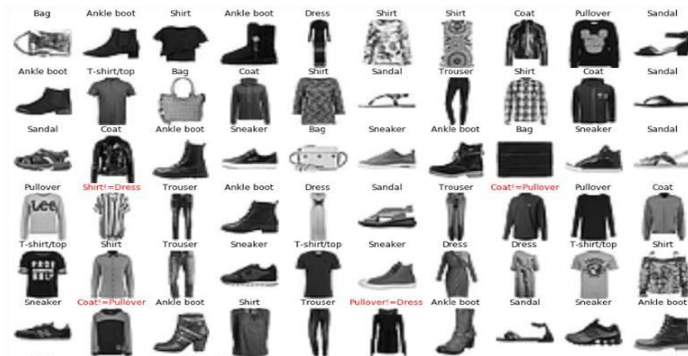 Bag Ankle boot Shirt Ankle boot Dress Shirt Shirt Coat Pullover Sandal
Ankle boot T-shirt/top Bag Coat Shirt Sandal Trouser Shirt Coat Sandal
Sandal Coat Ankle boot Sneaker Bag Sneaker Ankle boot Bag Sneaker Sandal
Pullover Shirt!=Dress Trouser Ankle boot Dress Sandal Trouser Coat!=Pullover Pullover Coat
Lee
T-shirt/top Shirt Trouser Sneaker T-shirt/top Sneaker Dress Dress T-shirt/top Shirt
Sneaker Coat!=Pullover Ankle boot Shirt Trouser Pullover!=Dress Ankle boot Sandal Sneaker Ankle boot